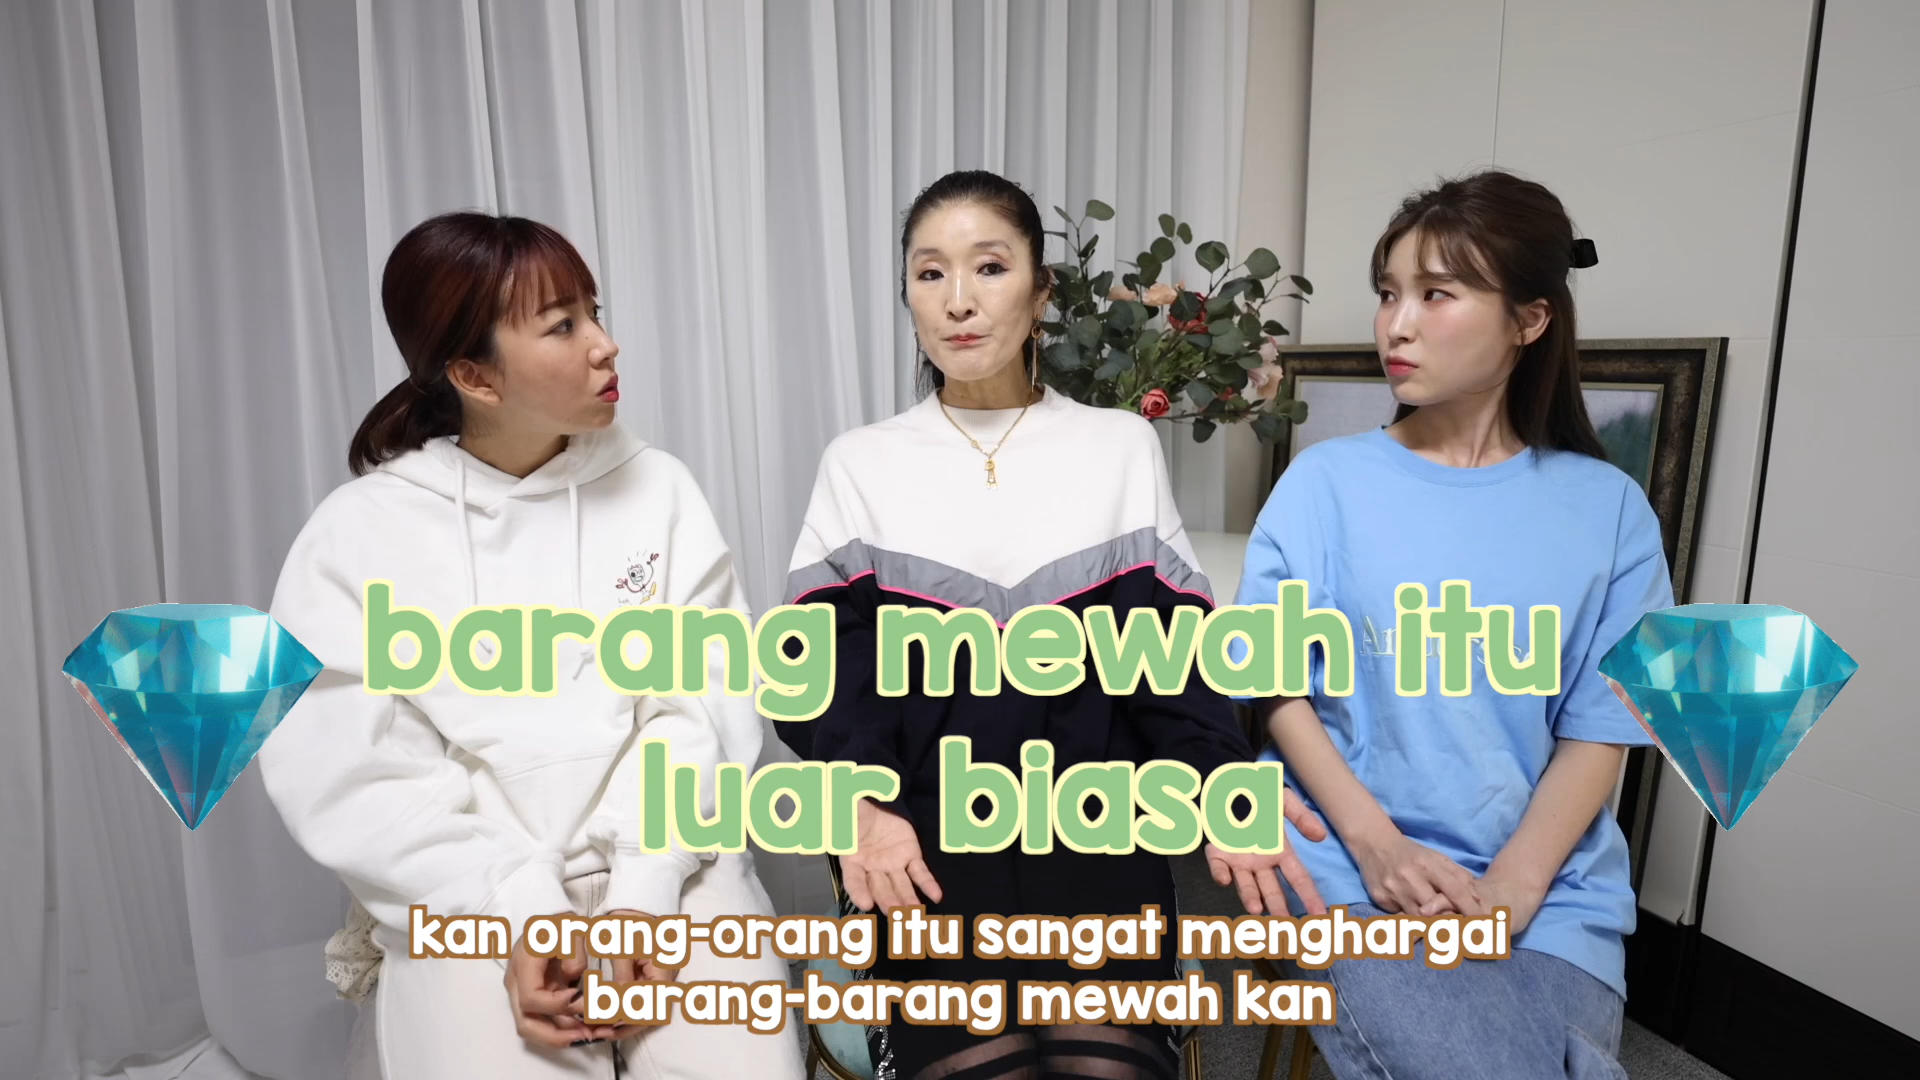 barang mewah itu
luar biasa
kan orang-orang itu sangat menghargai
barang-barang mewah kan